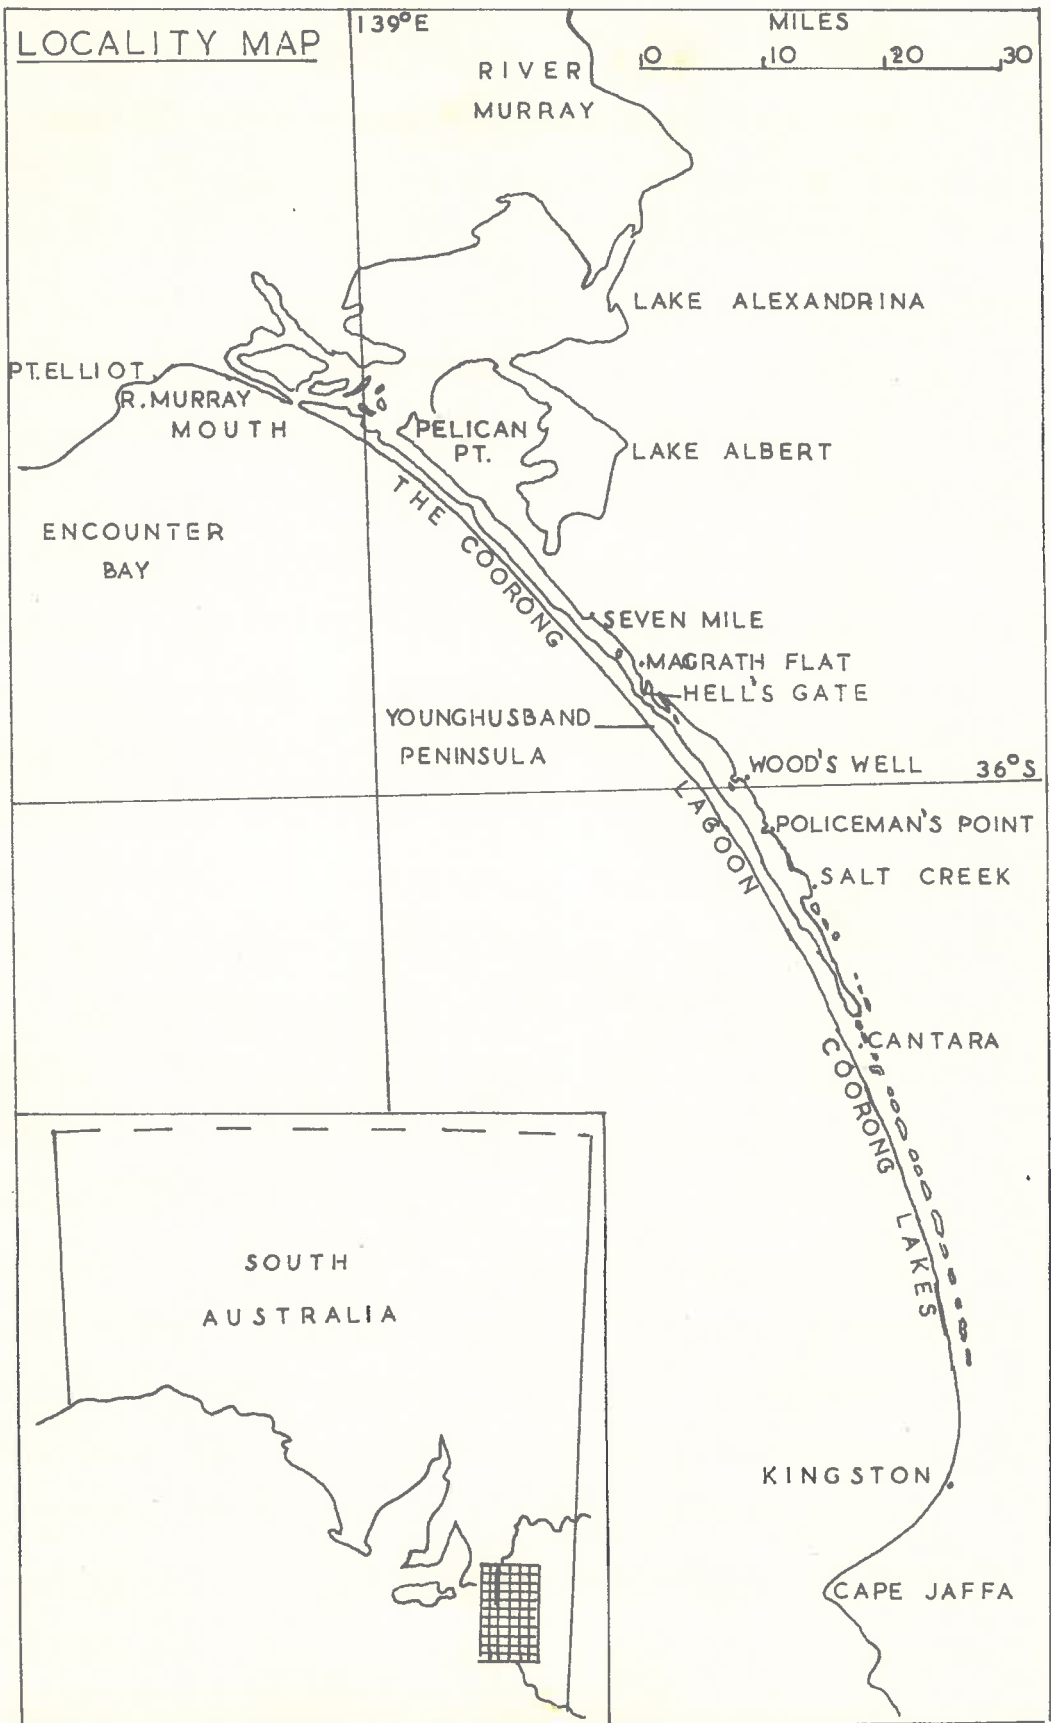 LOCALITY MAP
139°E
MILES
0 10 20 30
RIVER
MURRAY
LAKE ALEXANDRINA
PT.ELLIOT
R.MURRAY
MOUTH
PELICAN
PT.
LAKE ALBERT
ENCOUNTER
BAY
THE COORONG
SEVEN MILE
MAGRATH FLAT
HELL'S GATE
YOUNGHUSBAND
PENINSULA
WOOD'S WELL
36°S
LAGOON
POLICEMAN'S POINT
SALT CREEK
CANTARA
COORONG LAKES
SOUTH
AUSTRALIA
KINGSTON
CAPE JAFFA